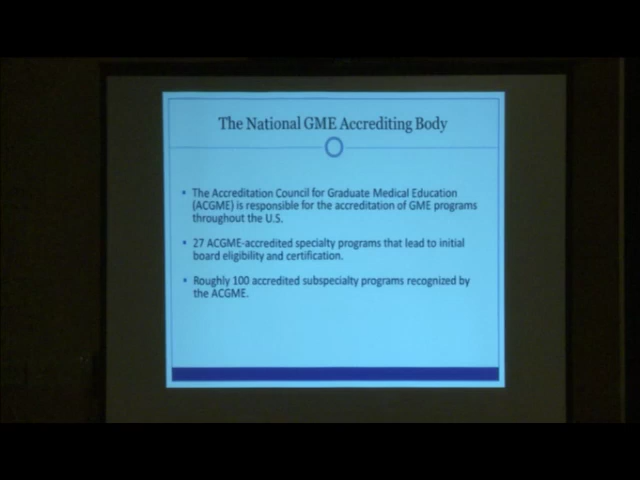 The National GME Accrediting Body
• The Accreditation Council for Graduate Medical Education
(ACGME) is responsible for the accreditation of GME programs
throughout the U.S.
• 27 ACGME-accredited specialty programs that lead to initial
board eligibility and certification.
• Roughly 100 accredited subspecialty programs recognized by
the ACGME.